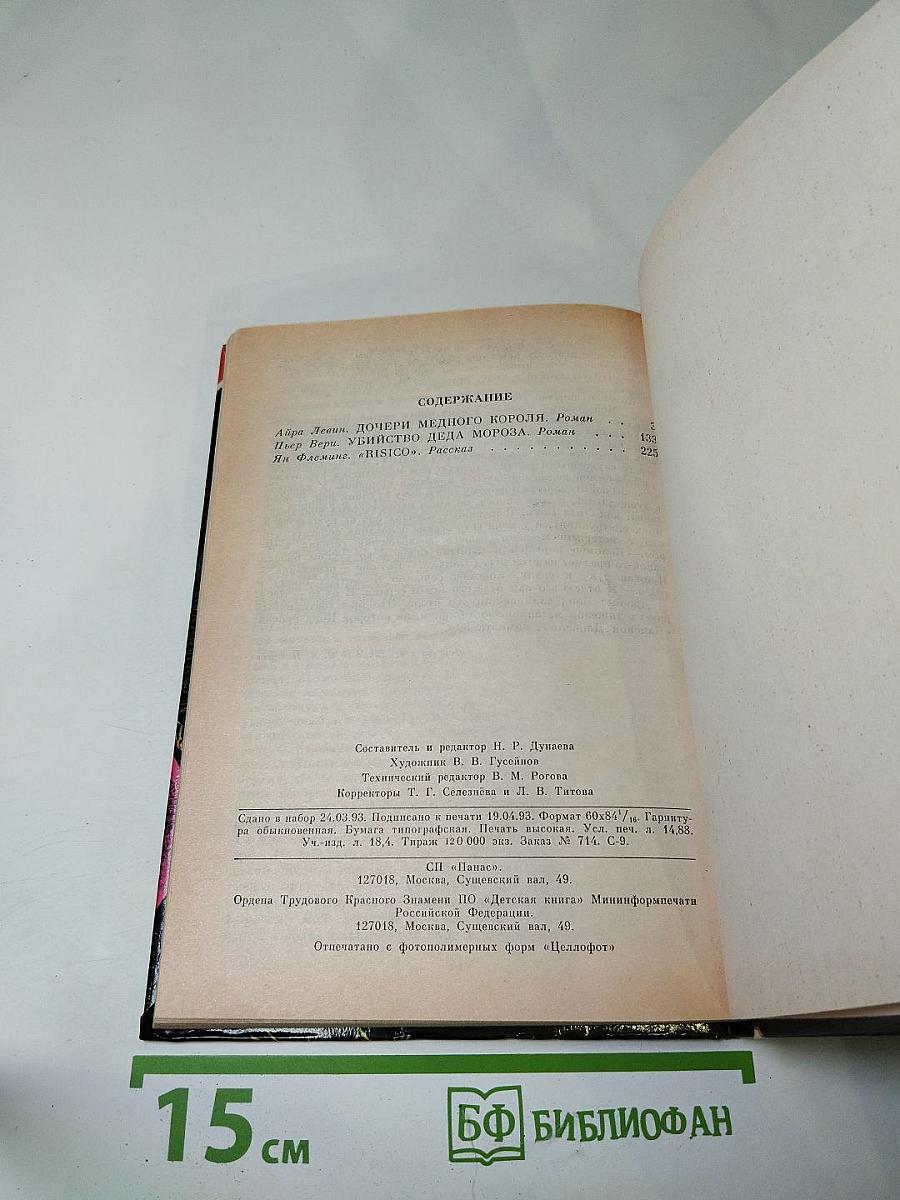 СОДЕРЖАНИЕ
Айра Левин. ДОЧЕРИ МЕДНОГО КОРОЛЯ. Роман . . 3
Пьер Вери. УБИЙСТВО ДЕДА МОРОЗА. Роман . . . 133
Ян Флеминг. «RISICO». Рассказ . . . . . . . . . . . . 225
Составитель и редактор Н. Р. Дунаева
Художник В. В. Гусейнов
Технический редактор В. М. Рогова
Корректоры Т. Г. Селезнёва и Л. В. Титова
Сдано в набор 24.03.93. Подписано к печати 19.04.93. Формат 60х84¹/₁₆. Гарниту-
ра обыкновенная. Бумага типографская. Печать высокая. Усл. печ. л. 14,88.
Уч.-изд. л. 18,4. Тираж 120 000 экз. Заказ № 714. С-9.
СП «Панас».
127018, Москва, Сущевский вал, 49.
Ордена Трудового Красного Знамени ПО «Детская книга» Мининформпечати
Российской Федерации.
127018, Москва, Сущевский вал, 49.
Отпечатано с фотополимерных форм «Целлофот»
15 см
БФ БИБЛИОФАН